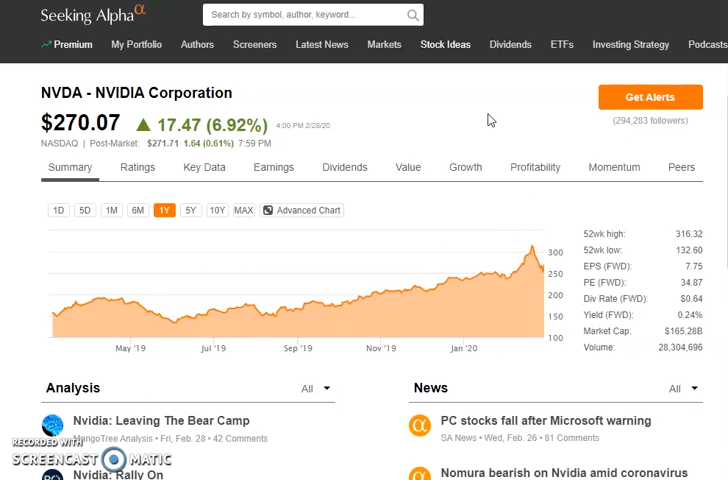 Seeking Alpha α
Search by symbol, author, keyword...
Premium My Portfolio Authors Screeners Latest News Markets Stock Ideas Dividends ETFs Investing Strategy Podcasts
NVDA - NVIDIA Corporation
Get Alerts
$270.07 17.47 (6.92%) 4:00 PM 2/28/20
(294,283 followers)
NASDAQ | Post-Market: $271.71 1.64 (0.61%) 7:59 PM
Summary Ratings Key Data Earnings Dividends Value Growth Profitability Momentum Peers
1D 5D 1M 6M 1Y 5Y 10Y MAX Advanced Chart
300
250
200
150
100
May '19 Jul '19 Sep '19 Nov '19 Jan '20
52wk high: 316.32
52wk low: 132.60
EPS (FWD): 7.75
PE (FWD): 34.87
Div Rate (FWD): $0.64
Yield (FWD): 0.24%
Market Cap: $165.28B
Volume: 28,304,696
Analysis All
Nvidia: Leaving The Bear Camp
MangoTree Analysis • Fri, Feb. 28 • 42 Comments
Nvidia: Rally On
News All
PC stocks fall after Microsoft warning
SA News • Wed, Feb. 26 • 81 Comments
Nomura bearish on Nvidia amid coronavirus
RECORDED WITH
SCREENCAST MATIC